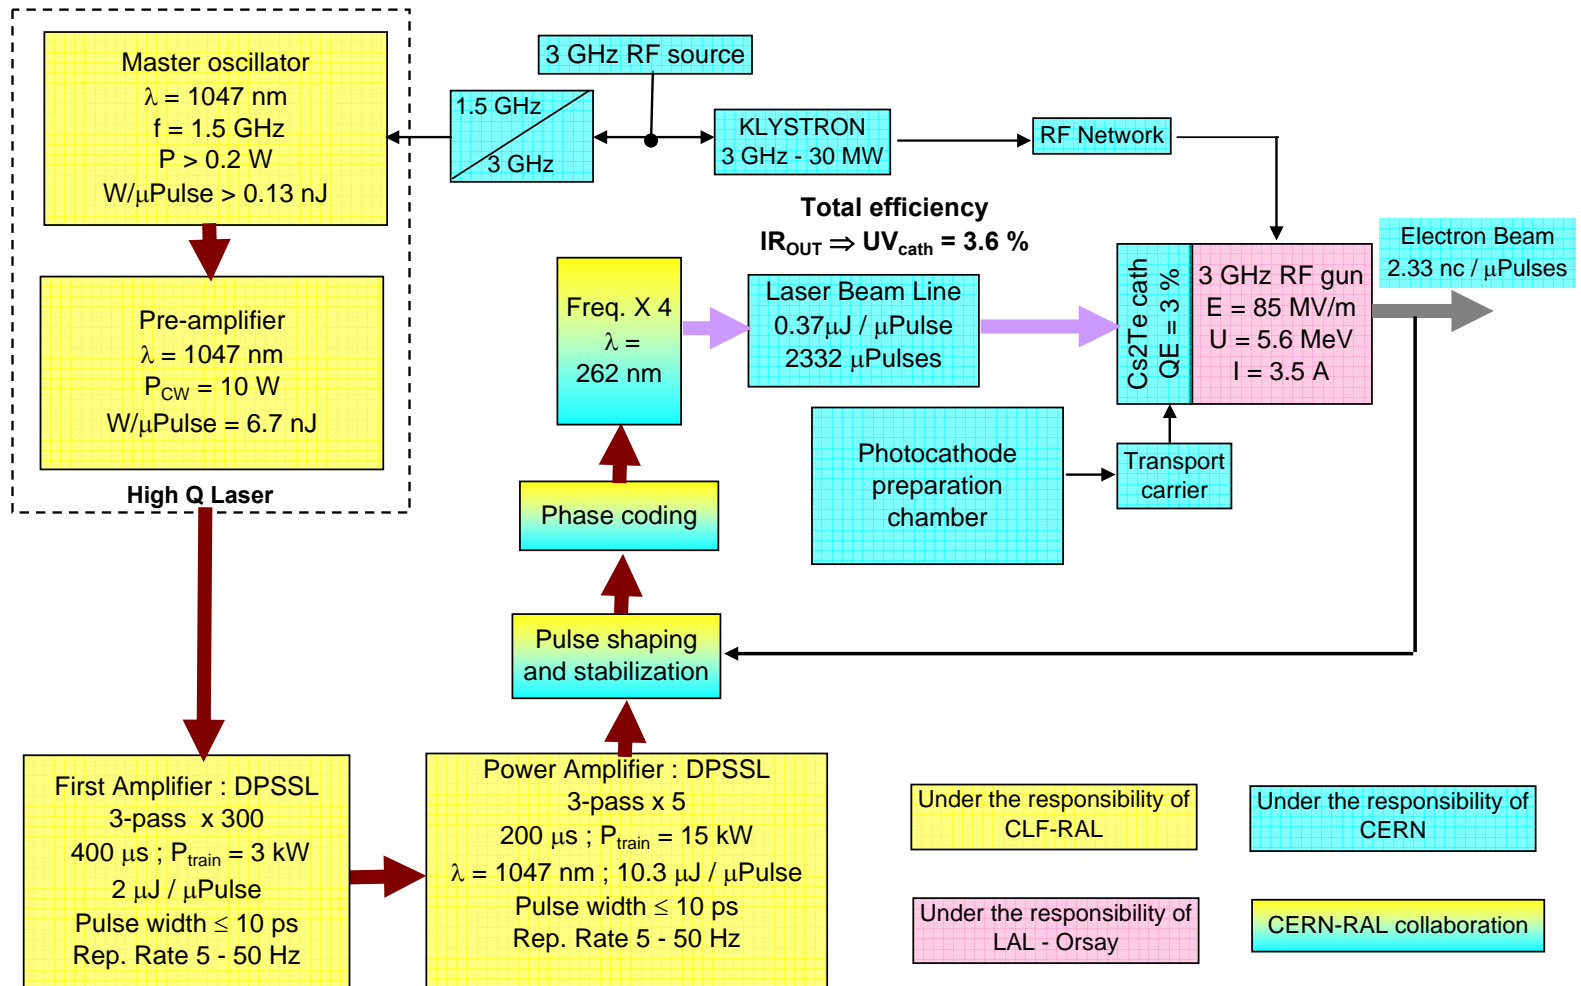 Master oscillator
λ = 1047 nm
f = 1.5 GHz
P > 0.2 W
W/μPulse > 0.13 nJ
Pre-amplifier
λ = 1047 nm
P_CW = 10 W
W/μPulse = 6.7 nJ
High Q Laser
3 GHz RF source
1.5 GHz
3 GHz
KLYSTRON
3 GHz - 30 MW
RF Network
Total efficiency
IR_OUT ⇒ UV_cath = 3.6 %
Freq. X 4
λ =
262 nm
Laser Beam Line
0.37μJ / μPulse
2332 μPulses
Cs2Te cath
QE = 3 %
3 GHz RF gun
E = 85 MV/m
U = 5.6 MeV
I = 3.5 A
Electron Beam
2.33 nc / μPulses
Photocathode
preparation
chamber
Transport
carrier
Phase coding
Pulse shaping
and stabilization
First Amplifier : DPSSL
3-pass x 300
400 μs ; P_train = 3 kW
2 μJ / μPulse
Pulse width ≤ 10 ps
Rep. Rate 5 - 50 Hz
Power Amplifier : DPSSL
3-pass x 5
200 μs ; P_train = 15 kW
λ = 1047 nm ; 10.3 μJ / μPulse
Pulse width ≤ 10 ps
Rep. Rate 5 - 50 Hz
Under the responsibility of
CLF-RAL
Under the responsibility of
CERN
Under the responsibility of
LAL - Orsay
CERN-RAL collaboration